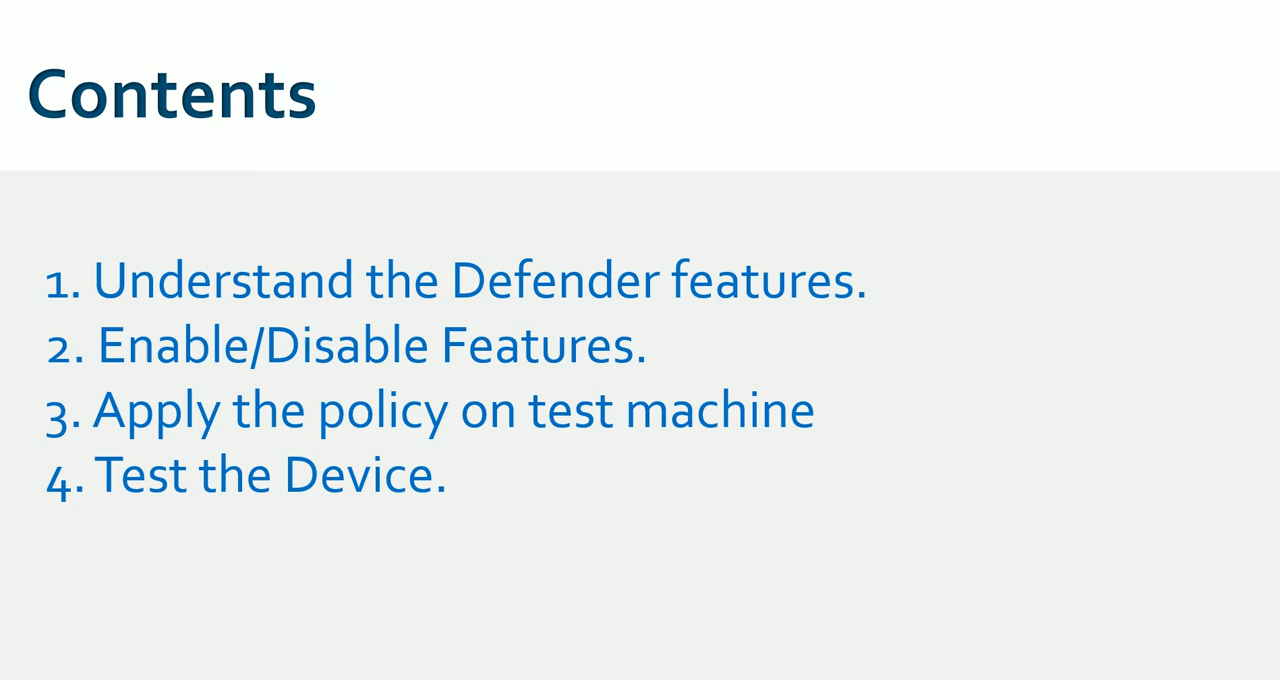 Contents
1. Understand the Defender features.
2. Enable/Disable Features.
3. Apply the policy on test machine
4. Test the Device.